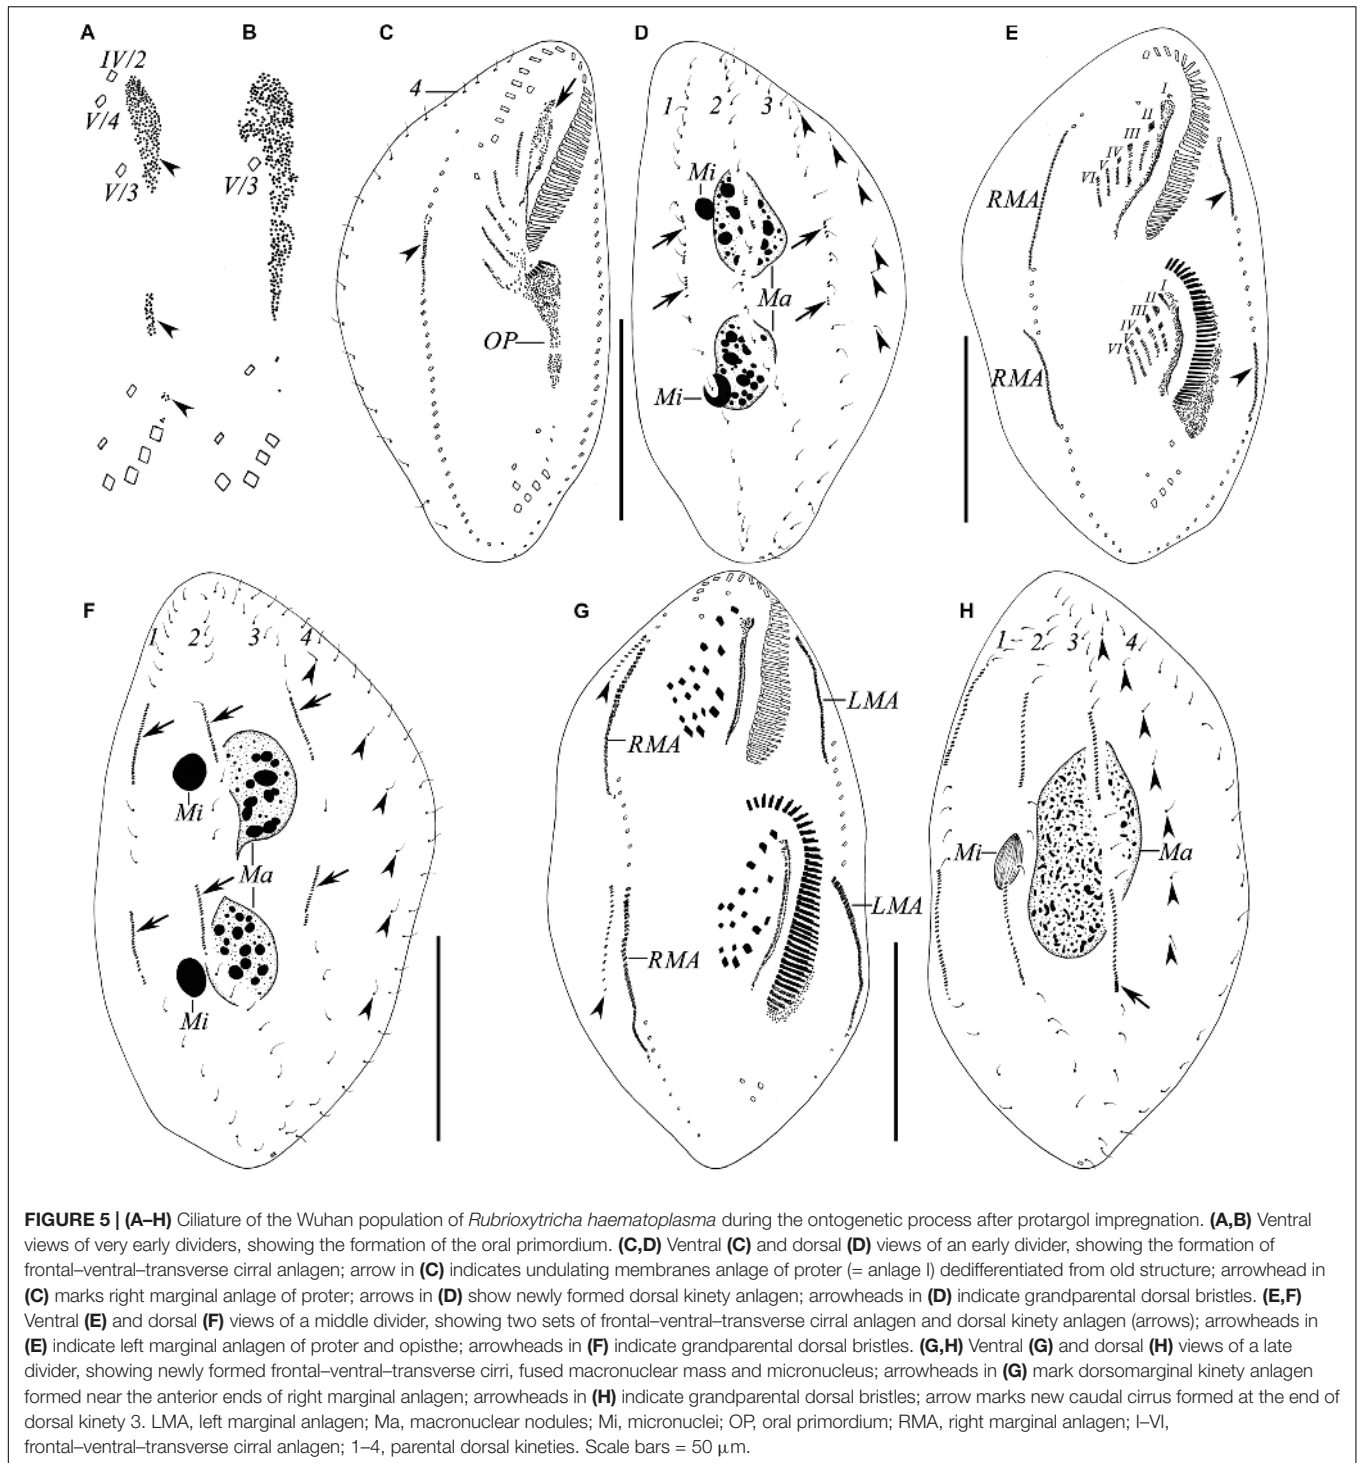 A
B
C
D
E
IV/2
V/4
V/3
V/3
4
OP
1
2
3
Mi
Ma
Mi
I
II
III
IV
V
VI
RMA
I
II
III
IV
V
VI
RMA
F
G
H
1
2
3
4
Mi
Ma
Mi
RMA
LMA
RMA
LMA
1
2
3
4
Mi
Ma
FIGURE 5 | (A–H) Ciliature of the Wuhan population of Rubrioxytricha haematoplasma during the ontogenetic process after protargol impregnation. (A,B) Ventral
views of very early dividers, showing the formation of the oral primordium. (C,D) Ventral (C) and dorsal (D) views of an early divider, showing the formation of
frontal–ventral–transverse cirral anlagen; arrow in (C) indicates undulating membranes anlage of proter (= anlage I) dedifferentiated from old structure; arrowhead in
(C) marks right marginal anlage of proter; arrows in (D) show newly formed dorsal kinety anlagen; arrowheads in (D) indicate grandparental dorsal bristles. (E,F)
Ventral (E) and dorsal (F) views of a middle divider, showing two sets of frontal–ventral–transverse cirral anlagen and dorsal kinety anlagen (arrows); arrowheads in
(E) indicate left marginal anlagen of proter and opisthe; arrowheads in (F) indicate grandparental dorsal bristles. (G,H) Ventral (G) and dorsal (H) views of a late
divider, showing newly formed frontal–ventral–transverse cirri, fused macronuclear mass and micronucleus; arrowheads in (G) mark dorsomarginal kinety anlagen
formed near the anterior ends of right marginal anlagen; arrowheads in (H) indicate grandparental dorsal bristles; arrow marks new caudal cirrus formed at the end of
dorsal kinety 3. LMA, left marginal anlagen; Ma, macronuclear nodules; Mi, micronuclei; OP, oral primordium; RMA, right marginal anlagen; I–VI,
frontal–ventral–transverse cirral anlagen; 1–4, parental dorsal kineties. Scale bars = 50 μm.